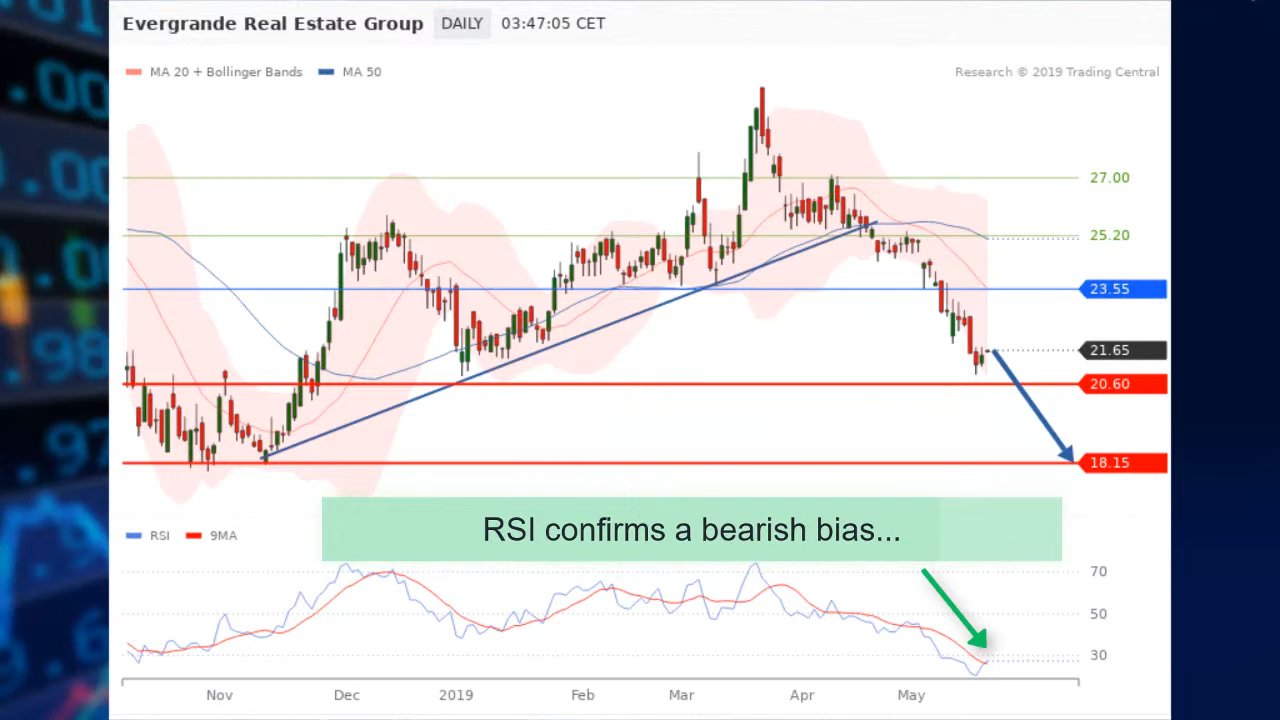 Evergrande Real Estate Group DAILY 03:47:05 CET
MA 20 + Bollinger Bands MA 50 Research © 2019 Trading Central
27.00
25.20
23.55
21.65
20.60
18.15
RSI confirms a bearish bias...
RSI 9MA
70
50
30
Nov Dec 2019 Feb Mar Apr May